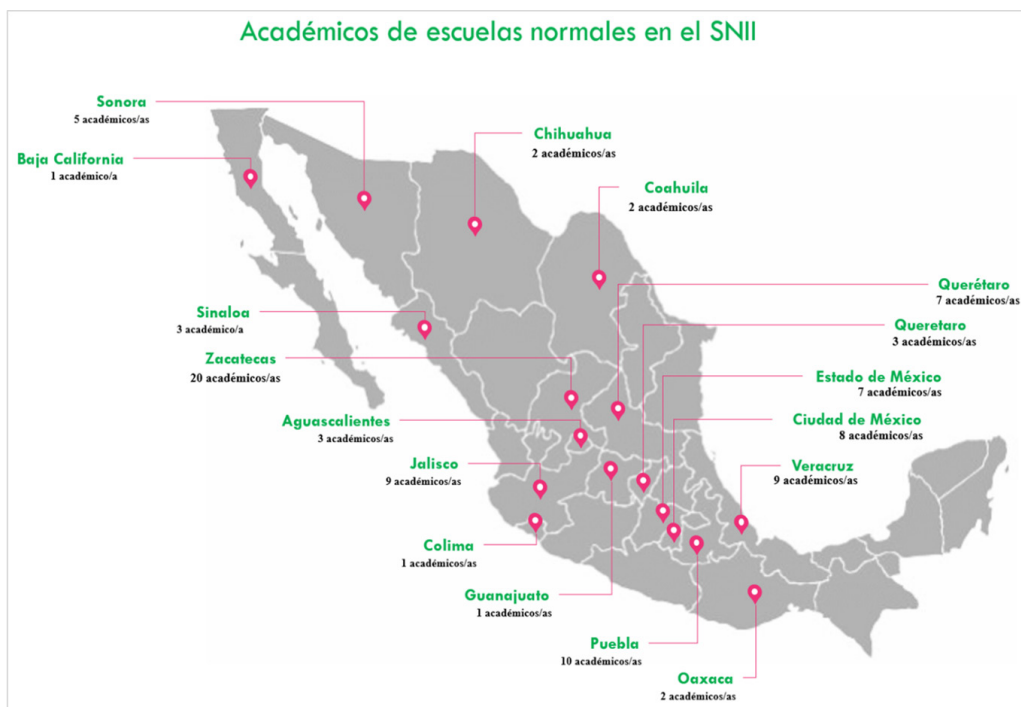 Académicos de escuelas normales en el SNII
Sonora
5 académicos/as
Chihuahua
2 académicos/as
Baja California
1 académico/a
Coahuila
2 académicos/as
Querétaro
7 académicos/as
Sinaloa
3 académico/a
Queretaro
3 académicos/as
Zacatecas
20 académicos/as
Estado de México
7 académicos/as
Aguascalientes
3 académicos/as
Ciudad de México
8 académicos/as
Jalisco
9 académicos/as
Veracruz
9 académicos/as
Colima
1 académicos/as
Guanajuato
1 académicos/as
Puebla
10 académicos/as
Oaxaca
2 académicos/as